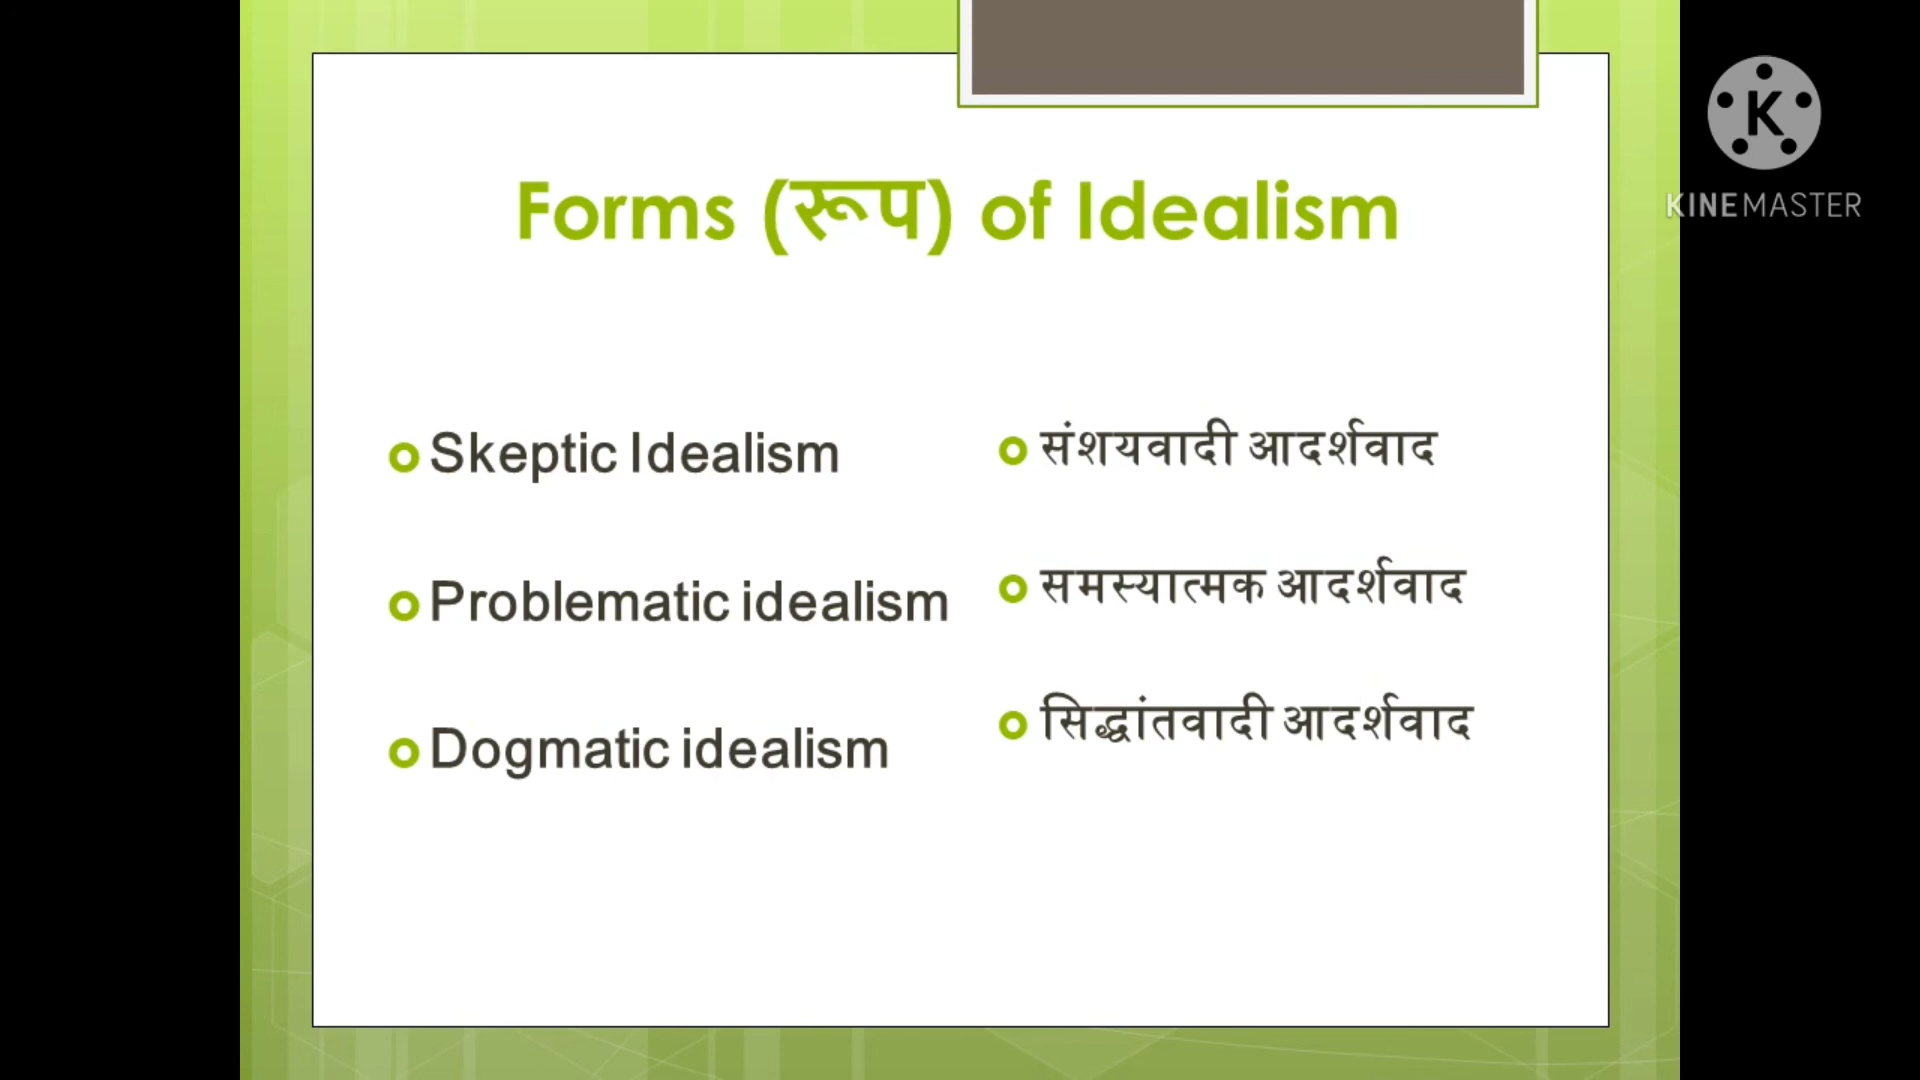 Forms (रूप) of Idealism
Skeptic Idealism
Problematic idealism
Dogmatic idealism
संशयवादी आदर्शवाद
समस्यात्मक आदर्शवाद
सिद्धांतवादी आदर्शवाद
K
KINEMASTER